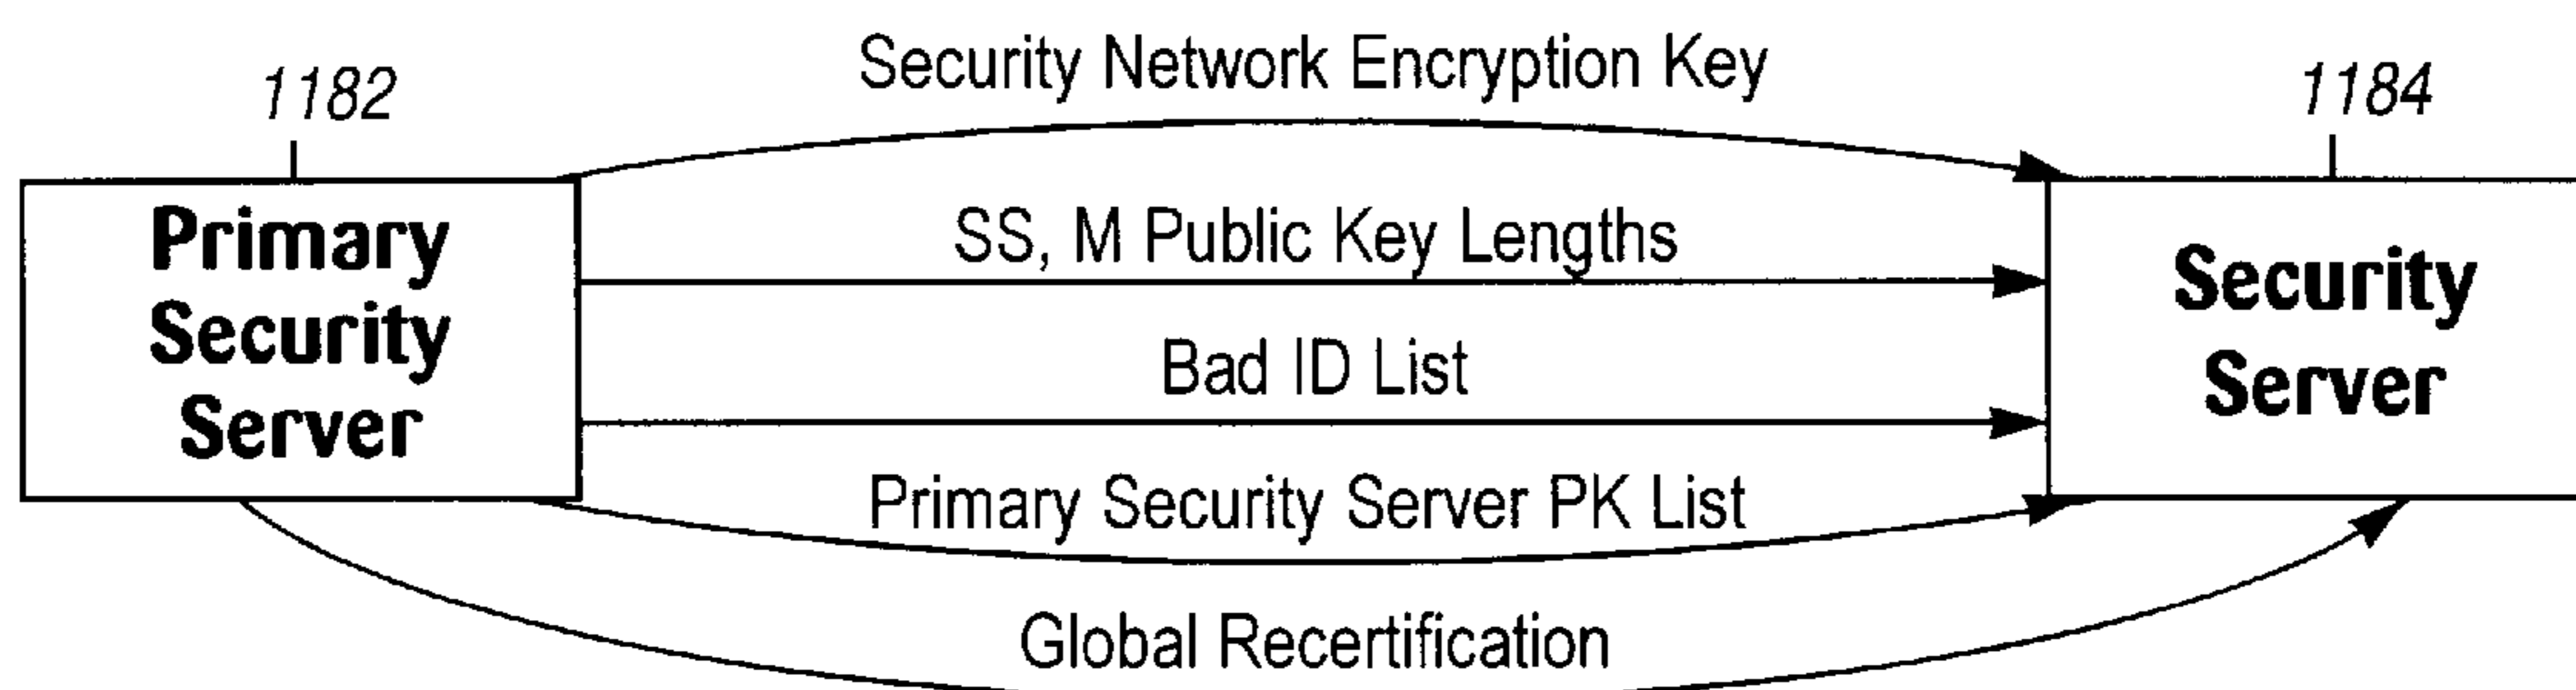 Security Network Encryption Key
1182
1184
Primary
Security
Server
SS, M Public Key Lengths
Bad ID List
Primary Security Server PK List
Global Recertification
Security
Server